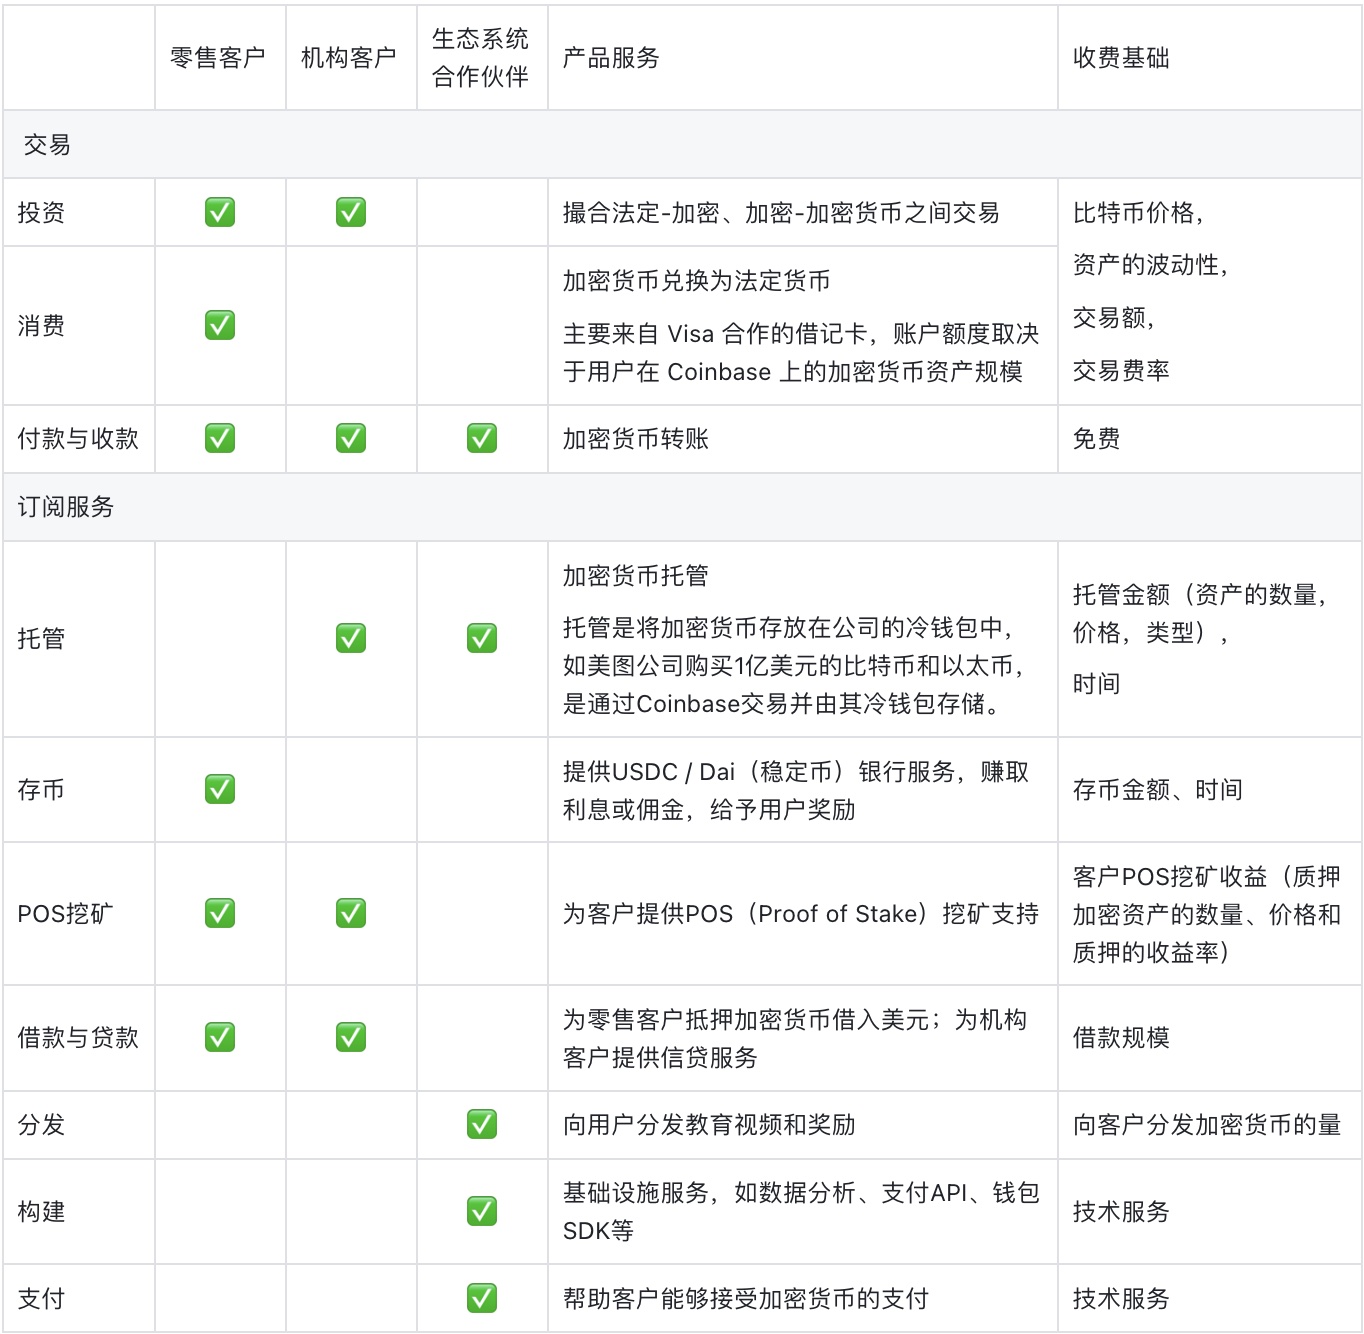 零售客户
机构客户
生态系统
合作伙伴
产品服务
收费基础
交易
投资
✅
✅
撮合法定-加密、加密-加密货币之间交易
比特币价格，
资产的波动性，
交易额，
交易费率
消费
✅
加密货币兑换为法定货币
主要来自 Visa 合作的借记卡，账户额度取决
于用户在 Coinbase 上的加密货币资产规模
付款与收款
✅
✅
✅
加密货币转账
免费
订阅服务
托管
✅
✅
加密货币托管
托管是将加密货币存放在公司的冷钱包中，
如美图公司购买1亿美元的比特币和以太币，
是通过Coinbase交易并由其冷钱包存储。
托管金额（资产的数量，
价格，类型），
时间
存币
✅
提供USDC / Dai（稳定币）银行服务，赚取
利息或佣金，给予用户奖励
存币金额、时间
POS挖矿
✅
✅
为客户提供POS（Proof of Stake）挖矿支持
客户POS挖矿收益（质押
加密资产的数量、价格和
质押的收益率）
借款与贷款
✅
✅
为零售客户抵押加密货币借入美元；为机构
客户提供信贷服务
借款规模
分发
✅
向用户分发教育视频和奖励
向客户分发加密货币的量
构建
✅
基础设施服务，如数据分析、支付API、钱包
SDK等
技术服务
支付
✅
帮助客户能够接受加密货币的支付
技术服务